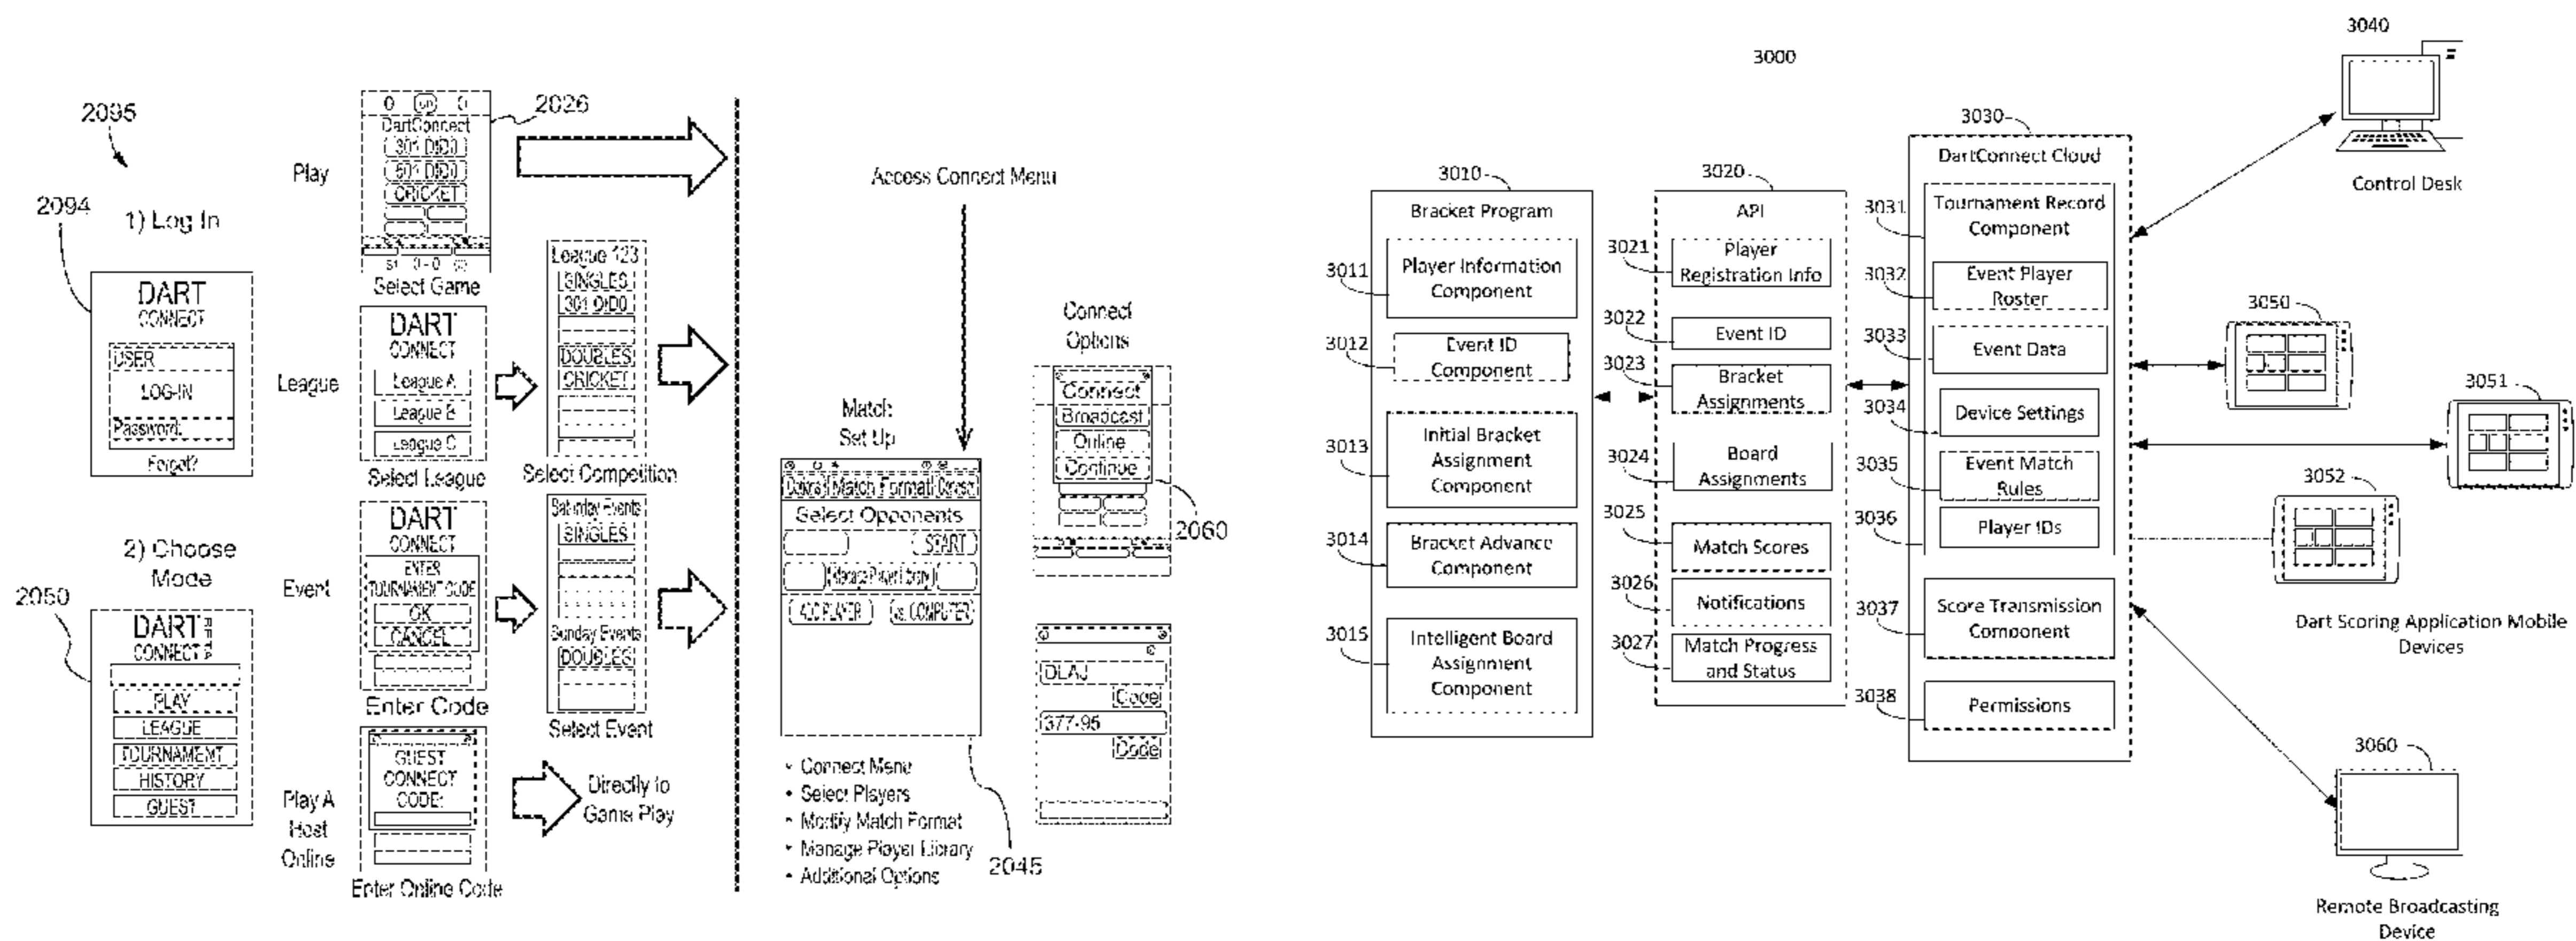 2095
2094
1) Log In
DART
CONNECT
USER
LOG-IN
Password:
Forgot?
2) Choose
Mode
2050
DART
CONNECT
PLAY
LEAGUE
TOURNAMENT
HISTORY
GUEST
Play
2026
DartConnect
301 DIDO
501 DIDO
CRICKET
Select Game
League
DART
CONNECT
League A
League B
League C
Select League
League 123
SINGLES
301 DIDO
DOUBLES
CRICKET
Select Competition
Event
DART
CONNECT
ENTER
TOURNAMENT CODE
OK
CANCEL
Enter Code
Saturday Events
SINGLES
Sunday Events
DOUBLES
Select Event
Play A
Host
Online
GUEST
CONNECT
CODE:
Enter Online Code
Directly to
Game Play
Access Connect Menu
Match
Set Up
Match Format
Select Opponents
START
Manage Player Library
ADD PLAYER
vs. COMPUTER
2045
• Connect Menu
• Select Players
• Modify Match Format
• Manage Player Library
• Additional Options
Connect
Options
Connect
Broadcast
Online
Continue
2060
DLAJ
Code
377-95
Code
3000
3010
Bracket Program
3011
Player Information
Component
3012
Event ID
Component
3013
Initial Bracket
Assignment
Component
3014
Bracket Advance
Component
3015
Intelligent Board
Assignment
Component
3020
API
3021
Player
Registration Info
3022
Event ID
3023
Bracket
Assignments
3024
Board
Assignments
3025
Match Scores
3026
Notifications
3027
Match Progress
and Status
3030
DartConnect Cloud
3031
Tournament Record
Component
3032
Event Player
Roster
3033
Event Data
3034
Device Settings
3035
Event Match
Rules
3036
Player IDs
3037
Score Transmission
Component
3038
Permissions
3040
Control Desk
3050
3051
3052
Dart Scoring Application Mobile
Devices
3060
Remote Broadcasting
Device